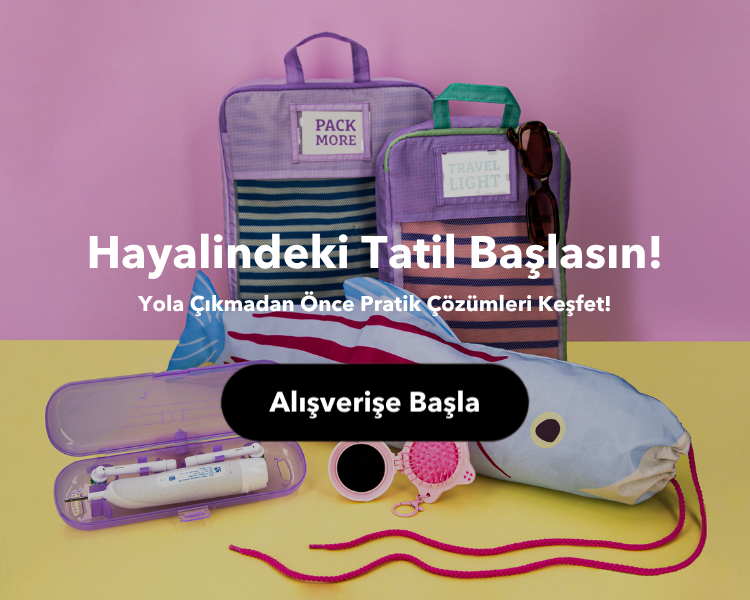 PACK
MORE
TRAVEL
LIGHT
Hayalindeki Tatil Başlasın!
Yola Çıkmadan Önce Pratik Çözümleri Keşfet!
Alışverişe Başla